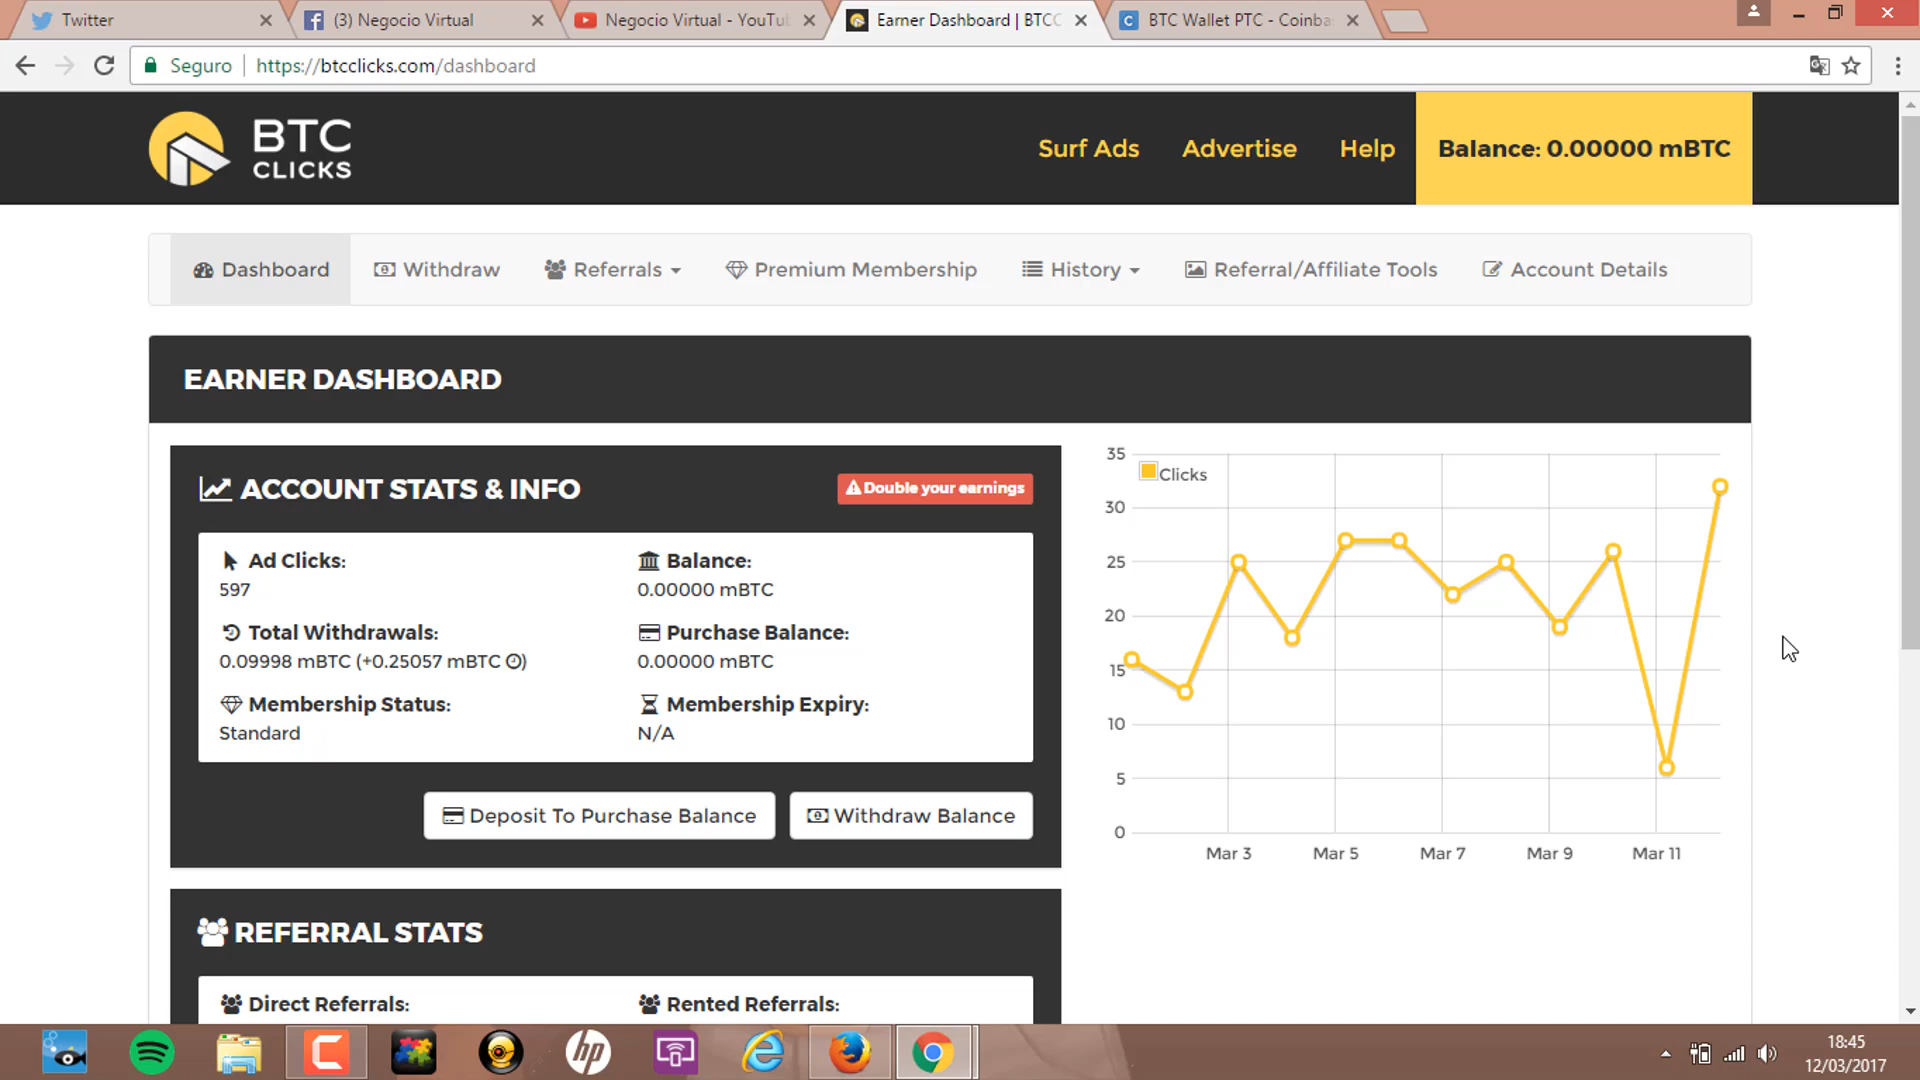 Twitter
(3) Negocio Virtual
Negocio Virtual - YouTu
Earner Dashboard | BTCC
BTC Wallet PTC - Coinba
Seguro
https://btcclicks.com/dashboard
BTC
CLICKS
Surf Ads
Advertise
Help
Balance: 0.00000 mBTC
Dashboard
Withdraw
Referrals
Premium Membership
History
Referral/Affiliate Tools
Account Details
EARNER DASHBOARD
ACCOUNT STATS & INFO
Double your earnings
Ad Clicks:
597
Balance:
0.00000 mBTC
Total Withdrawals:
0.09998 mBTC (+0.25057 mBTC )
Purchase Balance:
0.00000 mBTC
Membership Status:
Standard
Membership Expiry:
N/A
Deposit To Purchase Balance
Withdraw Balance
Clicks
35
30
25
20
15
10
5
0
Mar 3
Mar 5
Mar 7
Mar 9
Mar 11
REFERRAL STATS
Direct Referrals:
Rented Referrals:
hp
18:45
12/03/2017